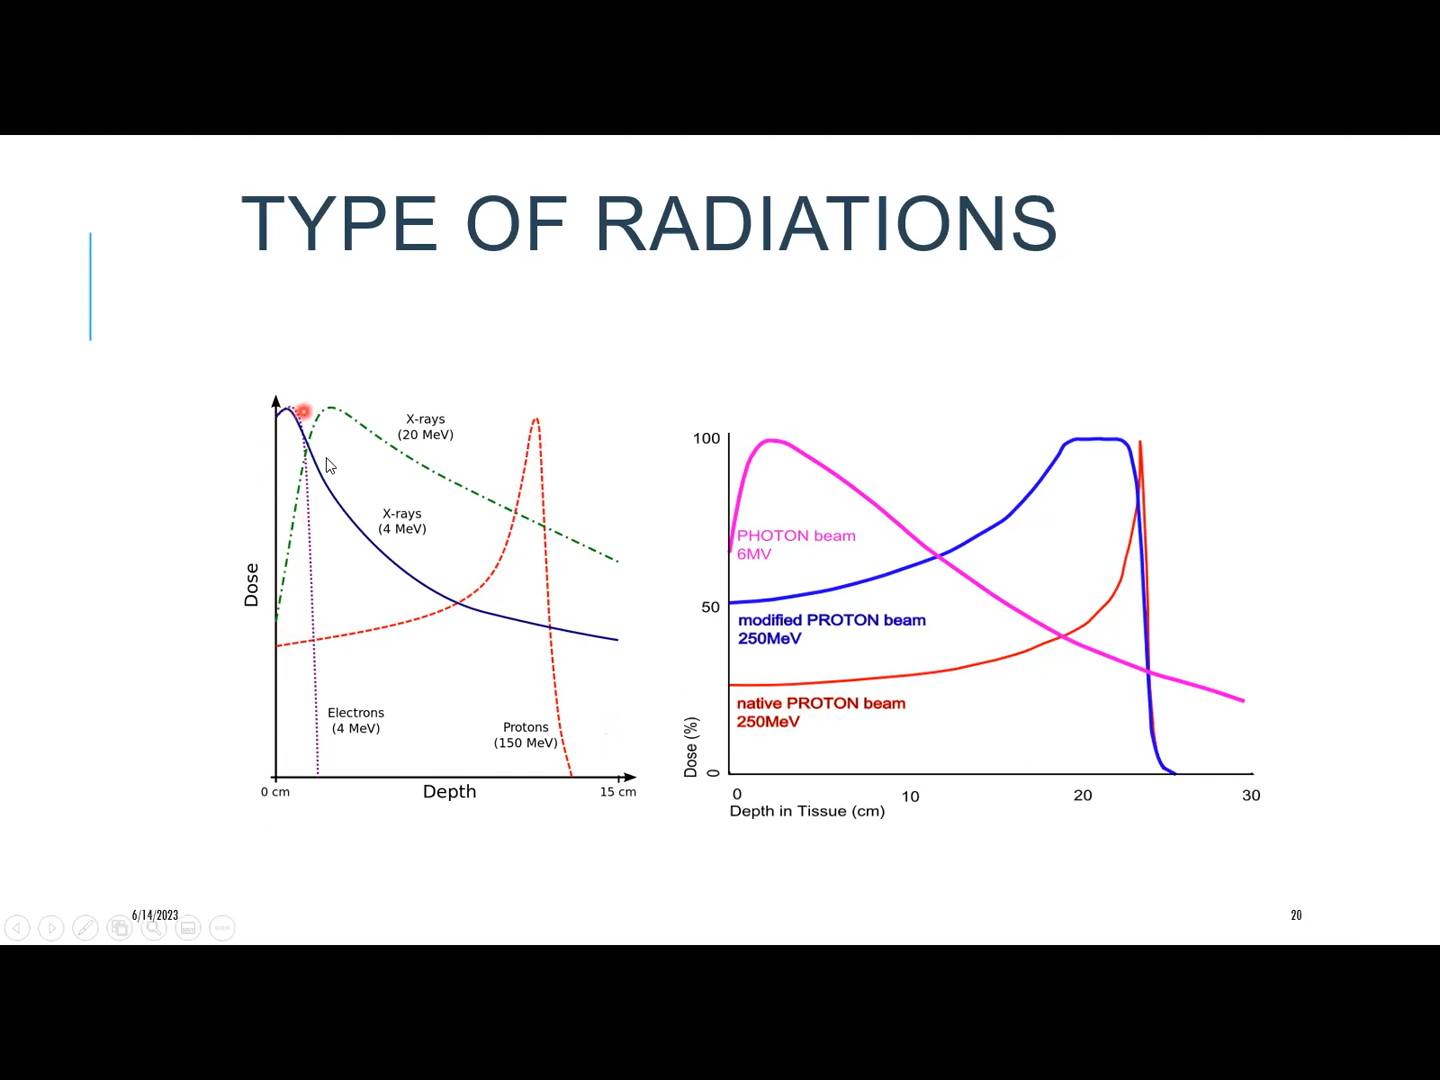 TYPE OF RADIATIONS
X-rays
(20 MeV)
X-rays
(4 MeV)
Dose
Electrons
(4 MeV)
Protons
(150 MeV)
0 cm
Depth
15 cm
100
PHOTON beam
6MV
50
modified PROTON beam
250MeV
native PROTON beam
250MeV
Dose (%)
0
0
10
20
30
Depth in Tissue (cm)
6/14/2023
20